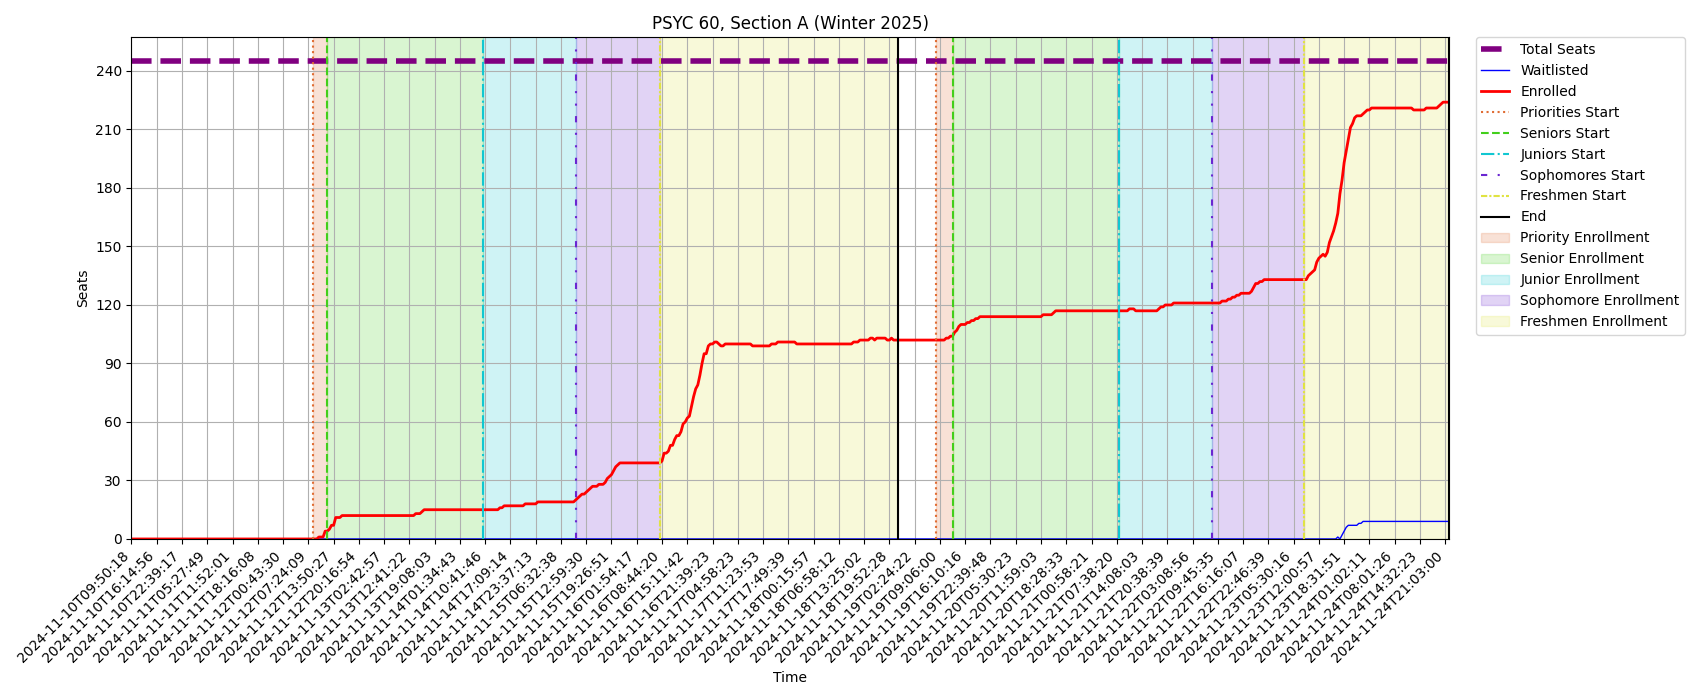 PSYC 60, Section A (Winter 2025)
Seats
240
210
180
150
120
90
60
30
0
2024-11-10T09:50:18
2024-11-10T16:14:56
2024-11-10T22:39:17
2024-11-11T05:27:49
2024-11-11T11:52:01
2024-11-11T18:16:08
2024-11-12T00:43:30
2024-11-12T07:24:09
2024-11-12T13:50:27
2024-11-12T20:16:54
2024-11-13T02:42:57
2024-11-13T12:41:22
2024-11-13T19:08:03
2024-11-14T01:34:43
2024-11-14T10:41:46
2024-11-14T17:09:14
2024-11-14T23:37:13
2024-11-15T06:32:38
2024-11-15T12:59:30
2024-11-15T19:26:51
2024-11-16T01:54:17
2024-11-16T08:44:20
2024-11-16T15:11:42
2024-11-16T21:39:23
2024-11-17T04:58:23
2024-11-17T11:23:53
2024-11-17T17:49:39
2024-11-18T00:15:57
2024-11-18T06:58:12
2024-11-18T13:25:02
2024-11-18T19:52:28
2024-11-19T02:24:22
2024-11-19T09:06:00
2024-11-19T16:10:16
2024-11-19T22:39:48
2024-11-20T05:30:23
2024-11-20T11:59:03
2024-11-20T18:28:33
2024-11-21T00:58:21
2024-11-21T07:38:20
2024-11-21T14:08:03
2024-11-21T20:38:39
2024-11-22T03:08:56
2024-11-22T09:45:35
2024-11-22T16:16:07
2024-11-22T22:46:39
2024-11-23T05:30:16
2024-11-23T12:00:57
2024-11-23T18:31:51
2024-11-24T01:02:11
2024-11-24T08:01:26
2024-11-24T14:32:23
2024-11-24T21:03:00
Time
Total Seats
Waitlisted
Enrolled
Priorities Start
Seniors Start
Juniors Start
Sophomores Start
Freshmen Start
End
Priority Enrollment
Senior Enrollment
Junior Enrollment
Sophomore Enrollment
Freshmen Enrollment